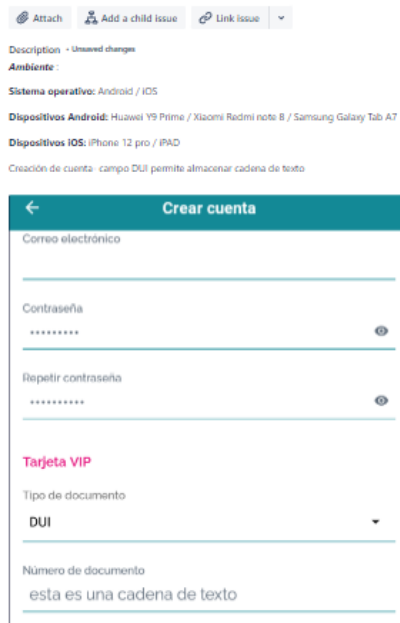 Attach Add a child issue Link issue
Description • Unsaved changes
Ambiente :
Sistema operativo: Android / iOS
Dispositivos Android: Huawei Y9 Prime / Xiaomi Redmi note 8 / Samsung Galaxy Tab A7
Dispositivos iOS: iPhone 12 pro / iPAD
Creación de cuenta- campo DUI permite almacenar cadena de texto
Crear cuenta
Correo electrónico
Contraseña
•••••••••
Repetir contraseña
••••••••••
Tarjeta VIP
Tipo de documento
DUI
Número de documento
esta es una cadena de texto